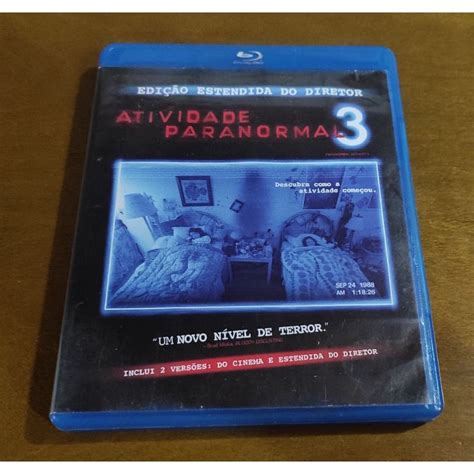 EDIÇÃO ESTENDIDA DO DIRETOR
ATIVIDADE
PARANORMAL 3
Descubra como a
atividade começou.
SEP 24 1988
AM 1:18:26
"UM NOVO NÍVEL DE TERROR."
INCLUI 2 VERSÕES: DO CINEMA E ESTENDIDA DO DIRETOR